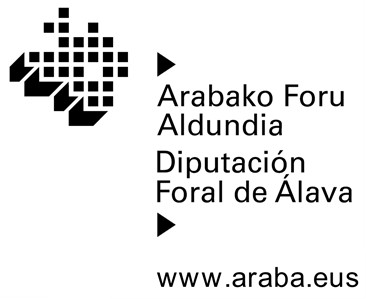 Arabako Foru
Aldundia
Diputación
Foral de Álava
www.araba.eus